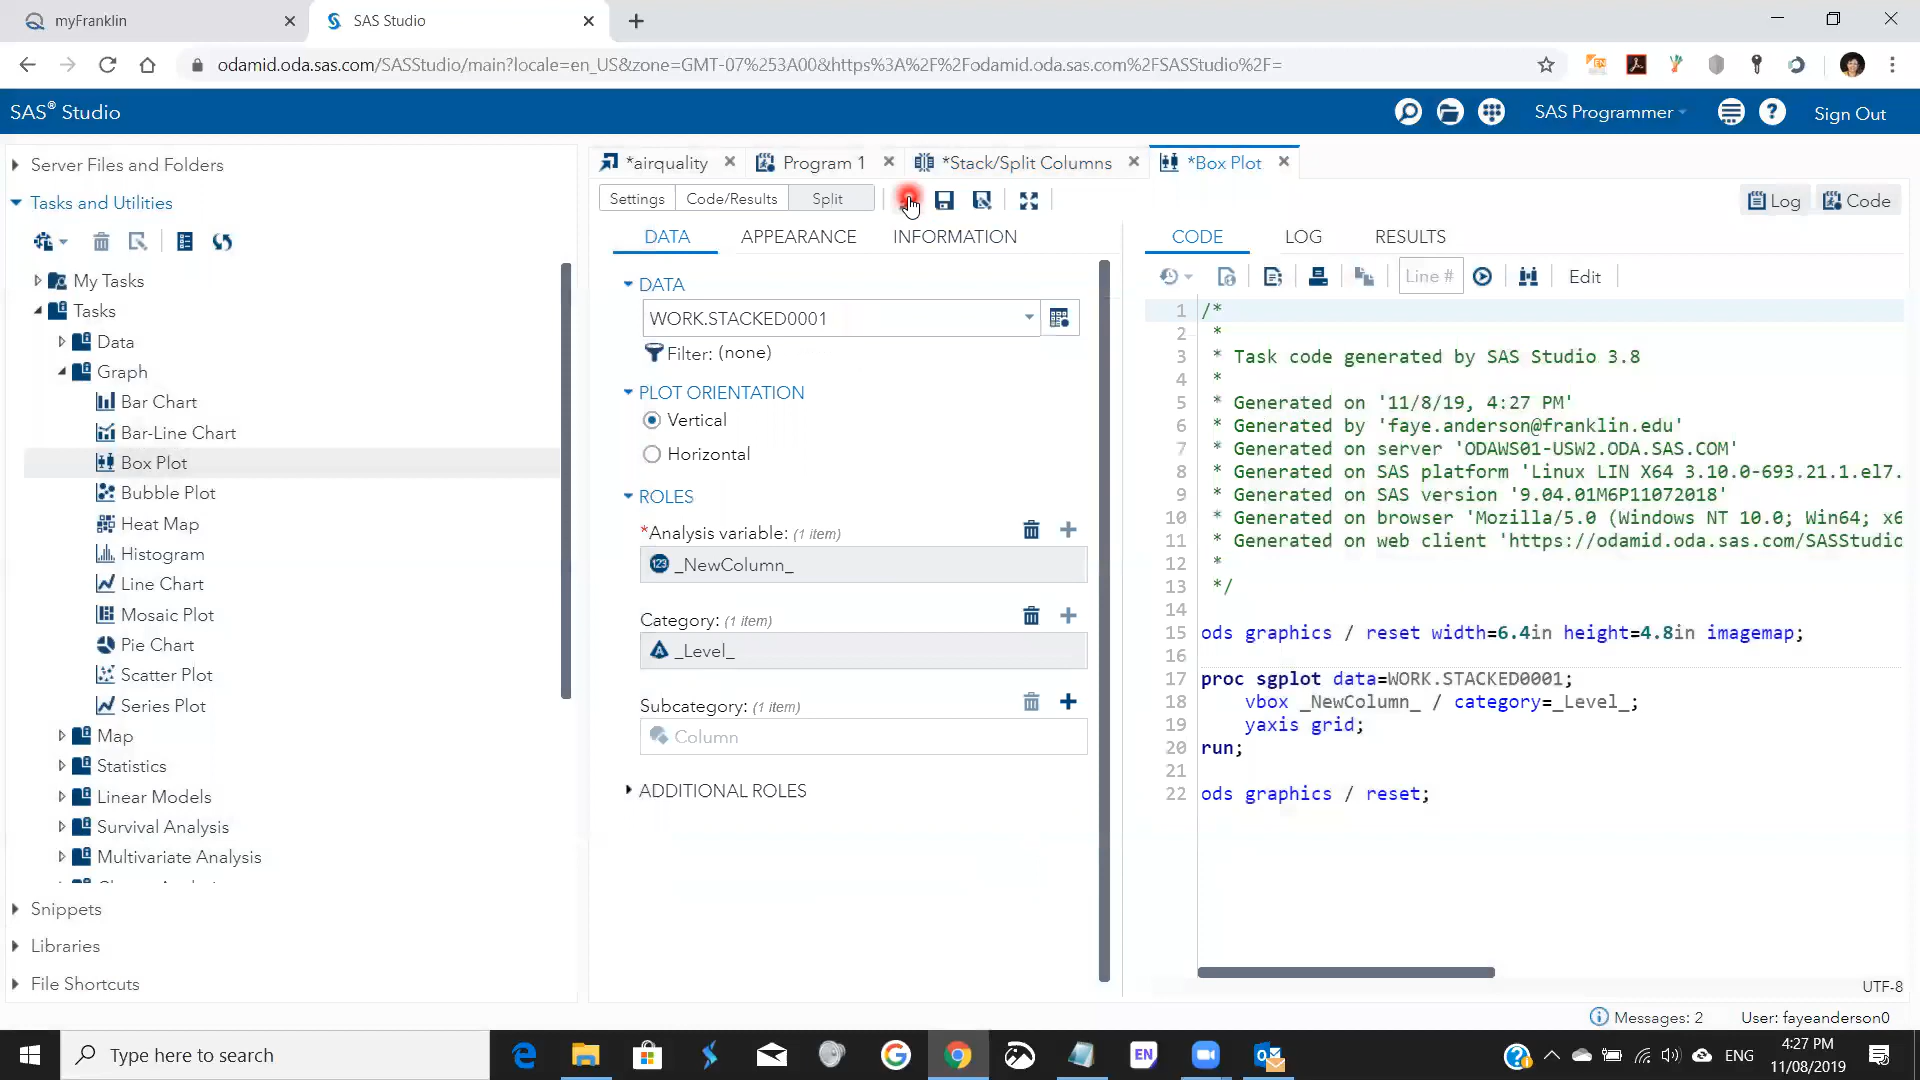 myFranklin
SAS Studio
odamid.oda.sas.com/SASStudio/main?locale=en_US&zone=GMT-07%253A00&https%3A%2F%2Fodamid.oda.sas.com%2FSASStudio%2F=
SAS® Studio
SAS Programmer
Sign Out
Server Files and Folders
Tasks and Utilities
My Tasks
Tasks
Data
Graph
Bar Chart
Bar-Line Chart
Box Plot
Bubble Plot
Heat Map
Histogram
Line Chart
Mosaic Plot
Pie Chart
Scatter Plot
Series Plot
Map
Statistics
Linear Models
Survival Analysis
Multivariate Analysis
Snippets
Libraries
File Shortcuts
*airquality
Program 1
*Stack/Split Columns
*Box Plot
Settings
Code/Results
Split
Log
Code
DATA
APPEARANCE
INFORMATION
DATA
WORK.STACKED0001
Filter: (none)
PLOT ORIENTATION
Vertical
Horizontal
ROLES
*Analysis variable: (1 item)
123 _NewColumn_
Category: (1 item)
A _Level_
Subcategory: (1 item)
Column
ADDITIONAL ROLES
CODE
LOG
RESULTS
Line #
Edit
1 /*
2 *
3 * Task code generated by SAS Studio 3.8
4 *
5 * Generated on '11/8/19, 4:27 PM'
6 * Generated by 'faye.anderson@franklin.edu'
7 * Generated on server 'ODAWS01-USW2.ODA.SAS.COM'
8 * Generated on SAS platform 'Linux LIN X64 3.10.0-693.21.1.el7.
9 * Generated on SAS version '9.04.01M6P11072018'
10 * Generated on browser 'Mozilla/5.0 (Windows NT 10.0; Win64; x6
11 * Generated on web client 'https://odamid.oda.sas.com/SASStudio
12 *
13 */
14
15 ods graphics / reset width=6.4in height=4.8in imagemap;
16
17 proc sgplot data=WORK.STACKED0001;
18 vbox _NewColumn_ / category=_Level_;
19 yaxis grid;
20 run;
21
22 ods graphics / reset;
UTF-8
Messages: 2
User: fayeanderson0
Type here to search
EN
ENG
4:27 PM
11/08/2019